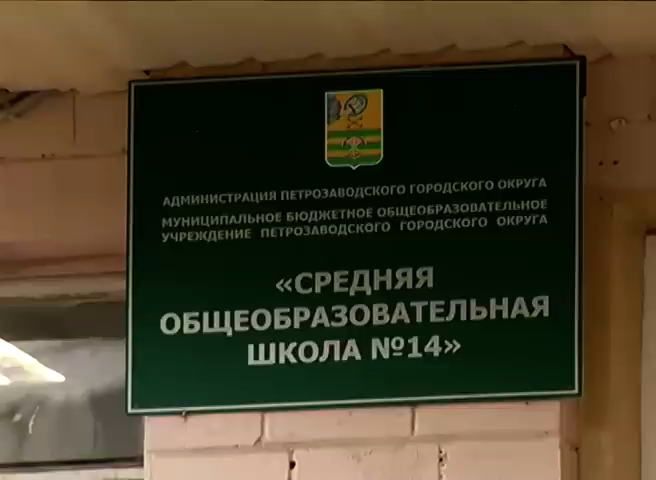 АДМИНИСТРАЦИЯ ПЕТРОЗАВОДСКОГО ГОРОДСКОГО ОКРУГА
МУНИЦИПАЛЬНОЕ БЮДЖЕТНОЕ ОБЩЕОБРАЗОВАТЕЛЬНОЕ
УЧРЕЖДЕНИЕ ПЕТРОЗАВОДСКОГО ГОРОДСКОГО ОКРУГА
«СРЕДНЯЯ
ОБЩЕОБРАЗОВАТЕЛЬНАЯ
ШКОЛА №14»